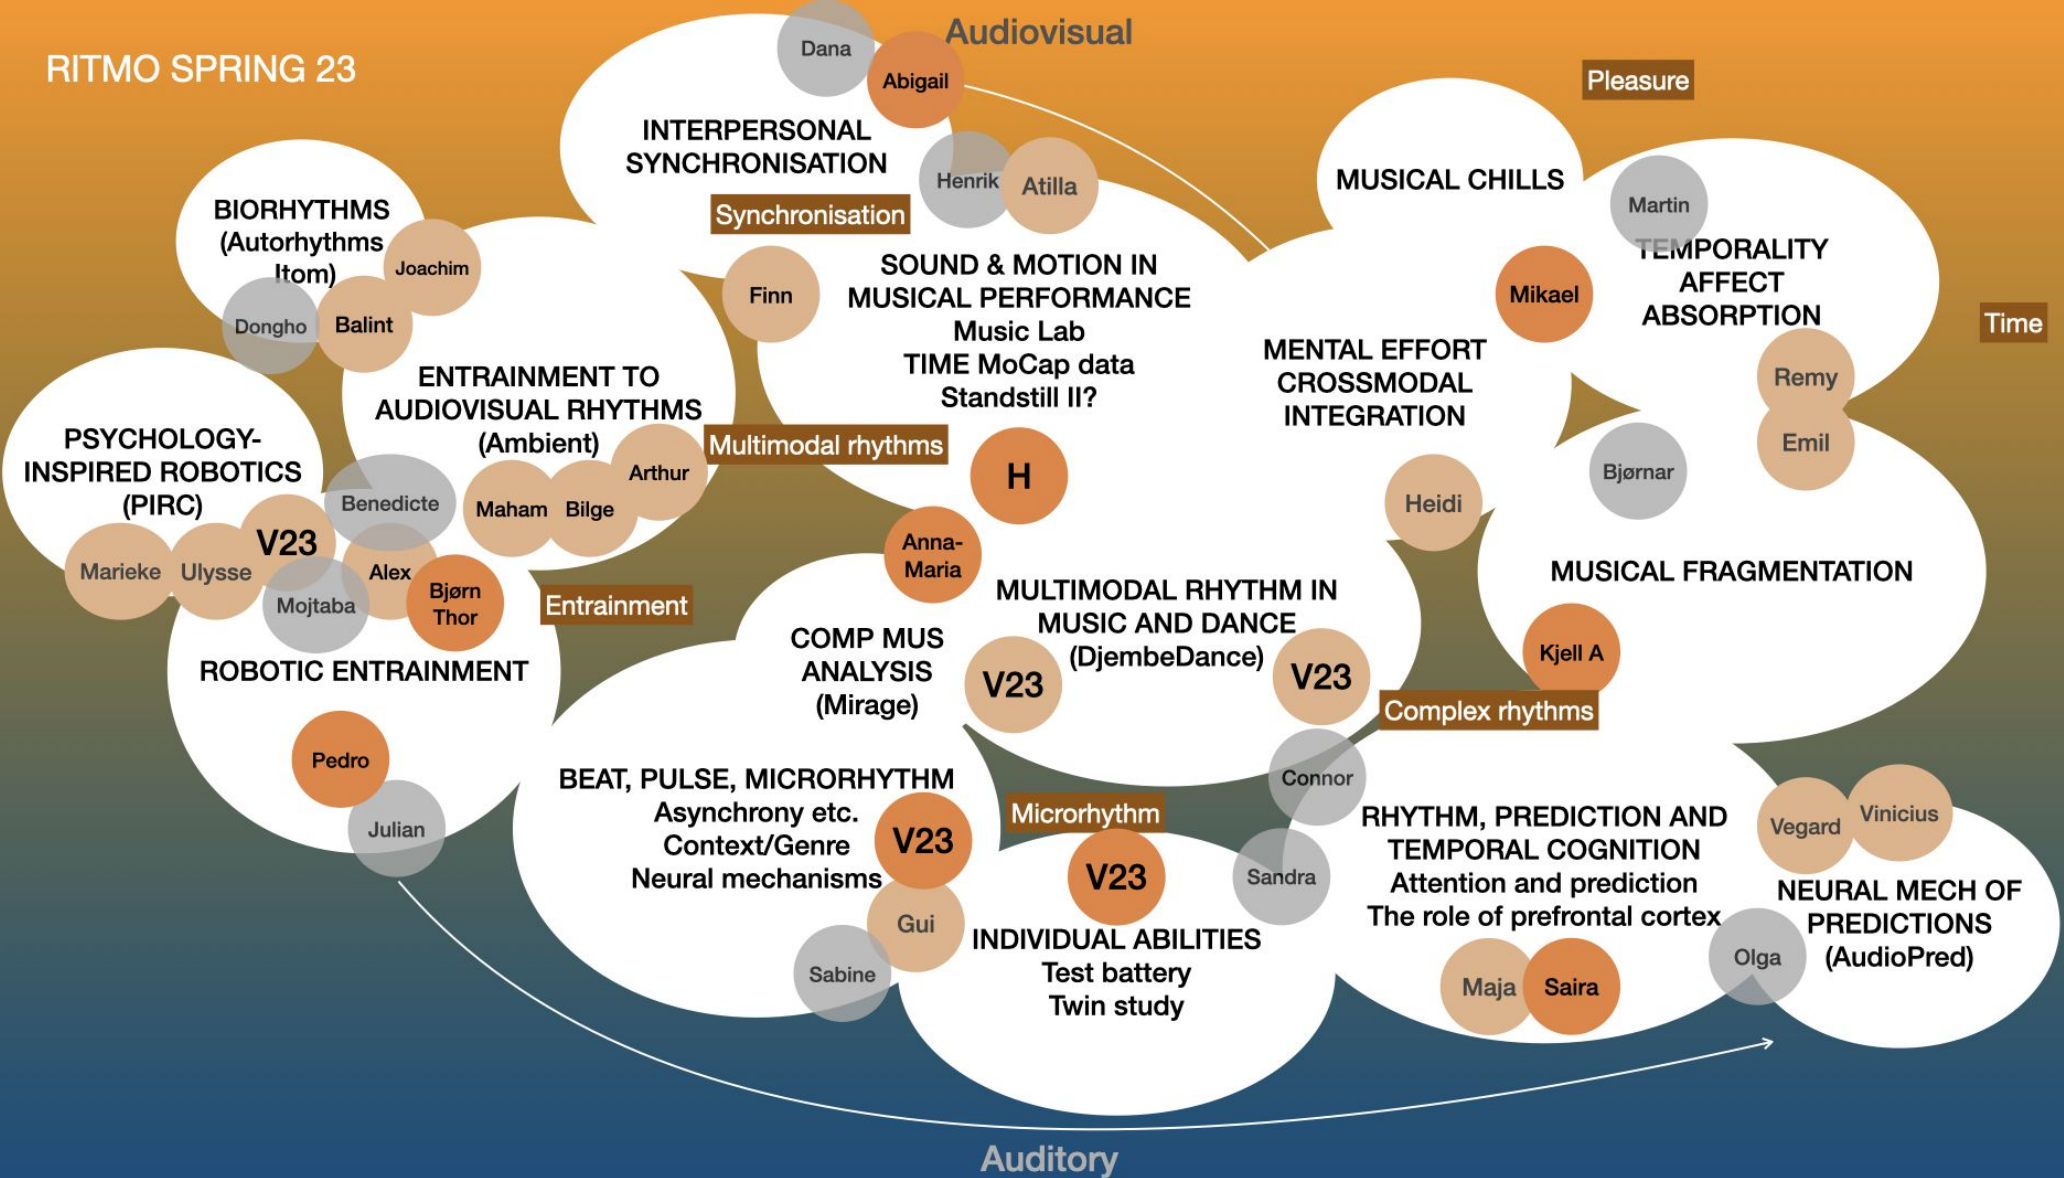 RITMO SPRING 23
Audiovisual
Dana
Abigail
INTERPERSONAL
SYNCHRONISATION
Henrik
Atilla
Synchronisation
Finn
Pleasure
MUSICAL CHILLS
Martin
TEMPORALITY
AFFECT
ABSORPTION
Mikael
Time
Remy
Emil
BIORHYTHMS
(Autorhythms
Itom)
Joachim
Dongho
Balint
SOUND & MOTION IN
MUSICAL PERFORMANCE
Music Lab
TIME MoCap data
Standstill II?
H
MENTAL EFFORT
CROSSMODAL
INTEGRATION
Heidi
ENTRAINMENT TO
AUDIOVISUAL RHYTHMS
(Ambient)
Maham
Bilge
Arthur
Multimodal rhythms
PSYCHOLOGY-
INSPIRED ROBOTICS
(PIRC)
Marieke
Ulysse
V23
Benedicte
Mojtaba
Alex
Bjørn
Thor
Entrainment
ROBOTIC ENTRAINMENT
Pedro
Julian
Anna-
Maria
COMP MUS
ANALYSIS
(Mirage)
MULTIMODAL RHYTHM IN
MUSIC AND DANCE
(DjembeDance)
V23
V23
Bjørnar
MUSICAL FRAGMENTATION
Kjell A
Complex rhythms
BEAT, PULSE, MICRORHYTHM
Asynchrony etc.
Context/Genre
Neural mechanisms
V23
Gui
Sabine
Microrhythm
V23
INDIVIDUAL ABILITIES
Test battery
Twin study
Connor
Sandra
RHYTHM, PREDICTION AND
TEMPORAL COGNITION
Attention and prediction
The role of prefrontal cortex
Maja
Saira
Vegard
Vinicius
NEURAL MECH OF
PREDICTIONS
(AudioPred)
Olga
Auditory